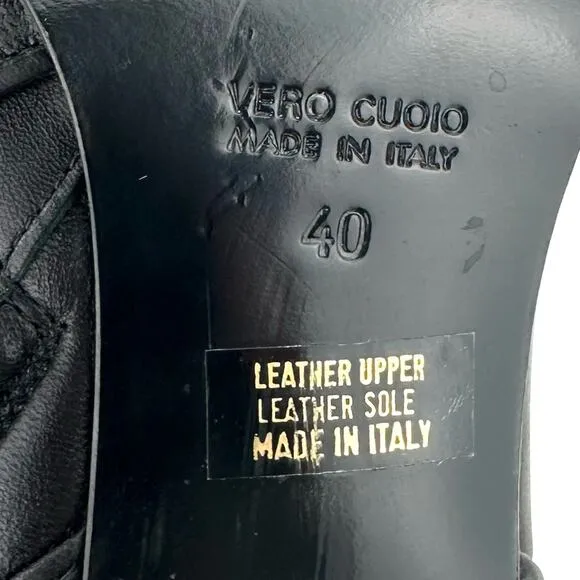 VERO CUOIO
MADE IN ITALY
40
LEATHER UPPER
LEATHER SOLE
MADE IN ITALY